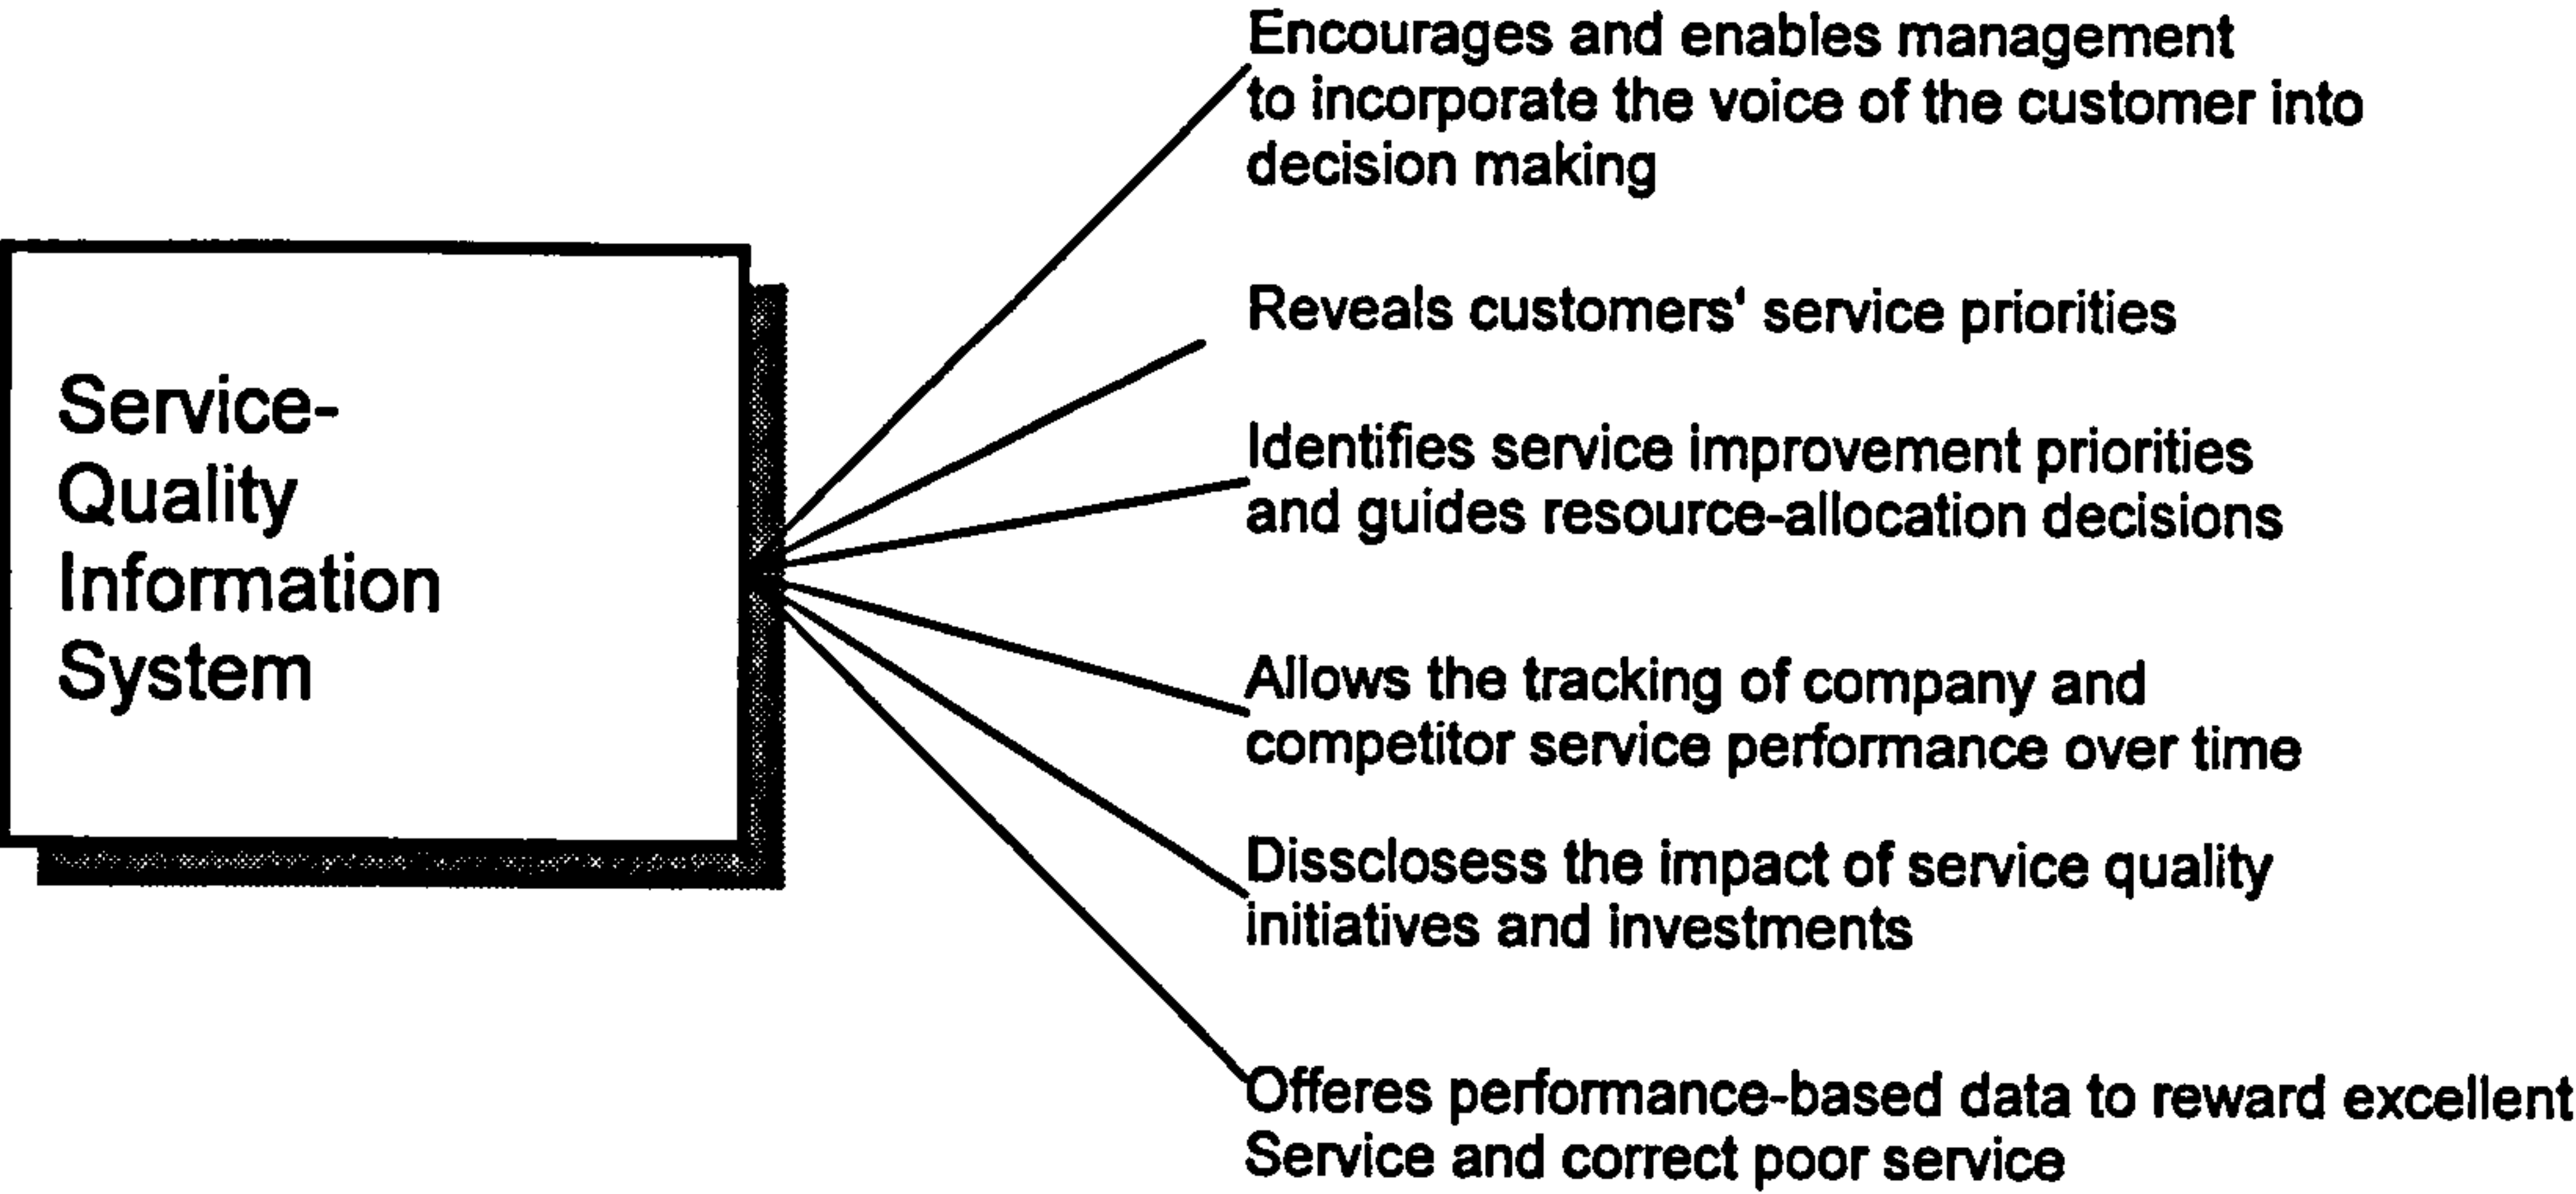 Service-
Quality
Information
System
Encourages and enables management
to incorporate the voice of the customer into
decision making
Reveals customers' service priorities
Identifies service improvement priorities
and guides resource-allocation decisions
Allows the tracking of company and
competitor service performance over time
Dissclosess the impact of service quality
initiatives and investments
Offeres performance-based data to reward excellent
Service and correct poor service